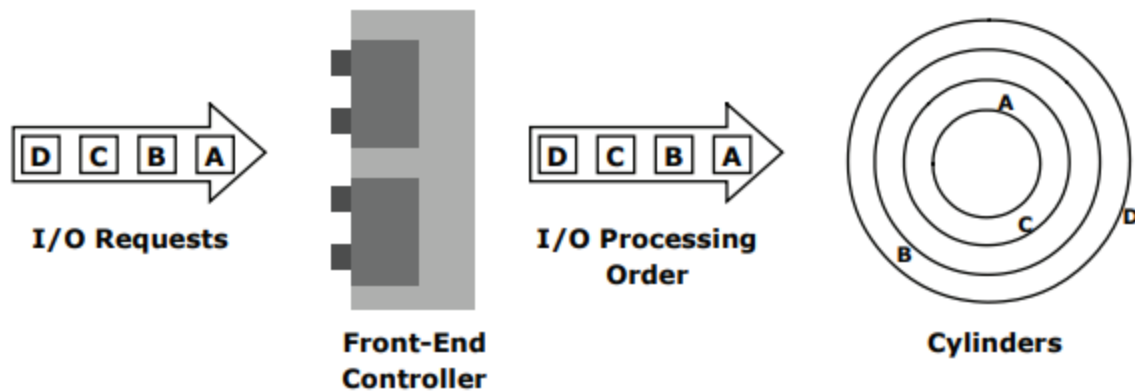 D C B A
I/O Requests
Front-End
Controller
D C B A
I/O Processing
Order
A
C
B
D
Cylinders